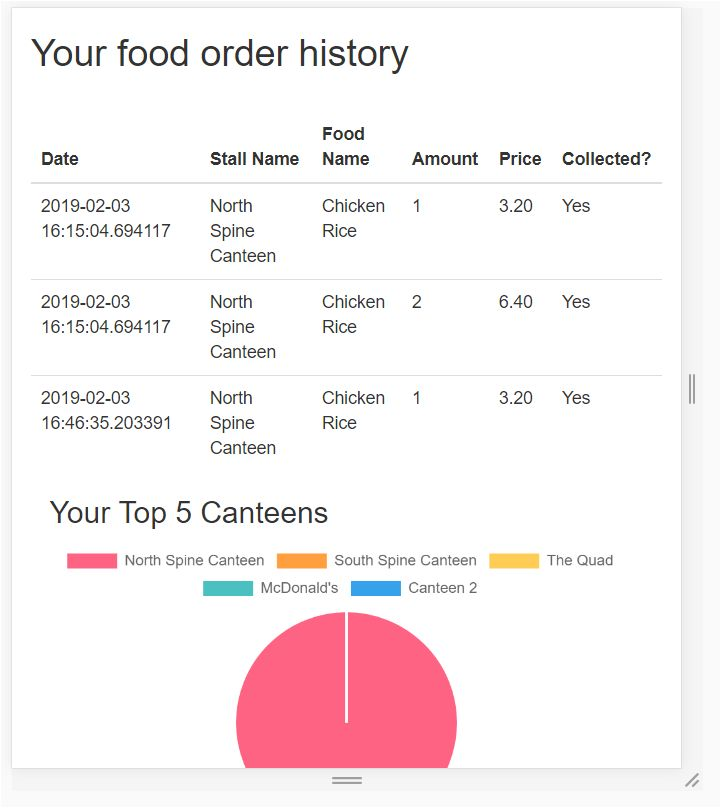 Your food order history
Food
Date Stall Name Name Amount Price Collected?
2019-02-03 North Chicken 1 3.20 Yes
16:15:04.694117 Spine Rice
Canteen
2019-02-03 North Chicken 2 6.40 Yes
16:15:04.694117 Spine Rice
Canteen
2019-02-03 North Chicken 1 3.20 Yes
16:46:35.203391 Spine Rice
Canteen
Your Top 5 Canteens
North Spine Canteen South Spine Canteen The Quad
McDonald's Canteen 2